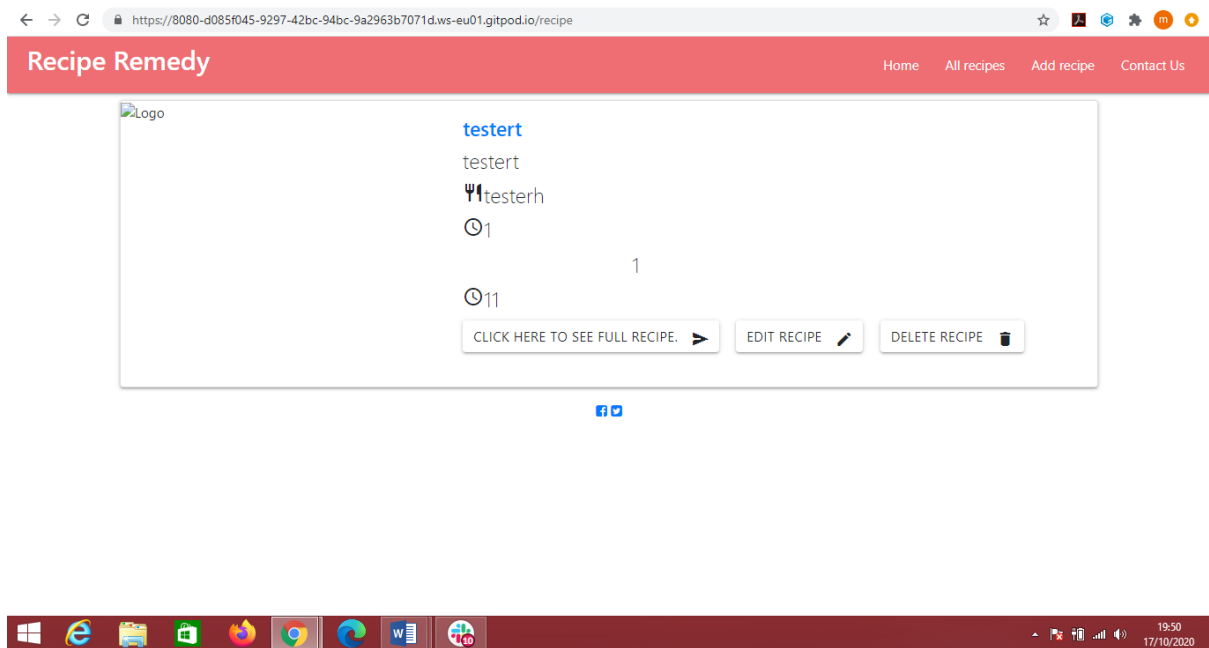 https://8080-d085f045-9297-42bc-94bc-9a2963b7071d.ws-eu01.gitpod.io/recipe
m
Recipe Remedy
Home All recipes Add recipe Contact Us
Logo
testert
testert
testerh
1
1
11
CLICK HERE TO SEE FULL RECIPE. EDIT RECIPE DELETE RECIPE
W
10
19:50
17/10/2020